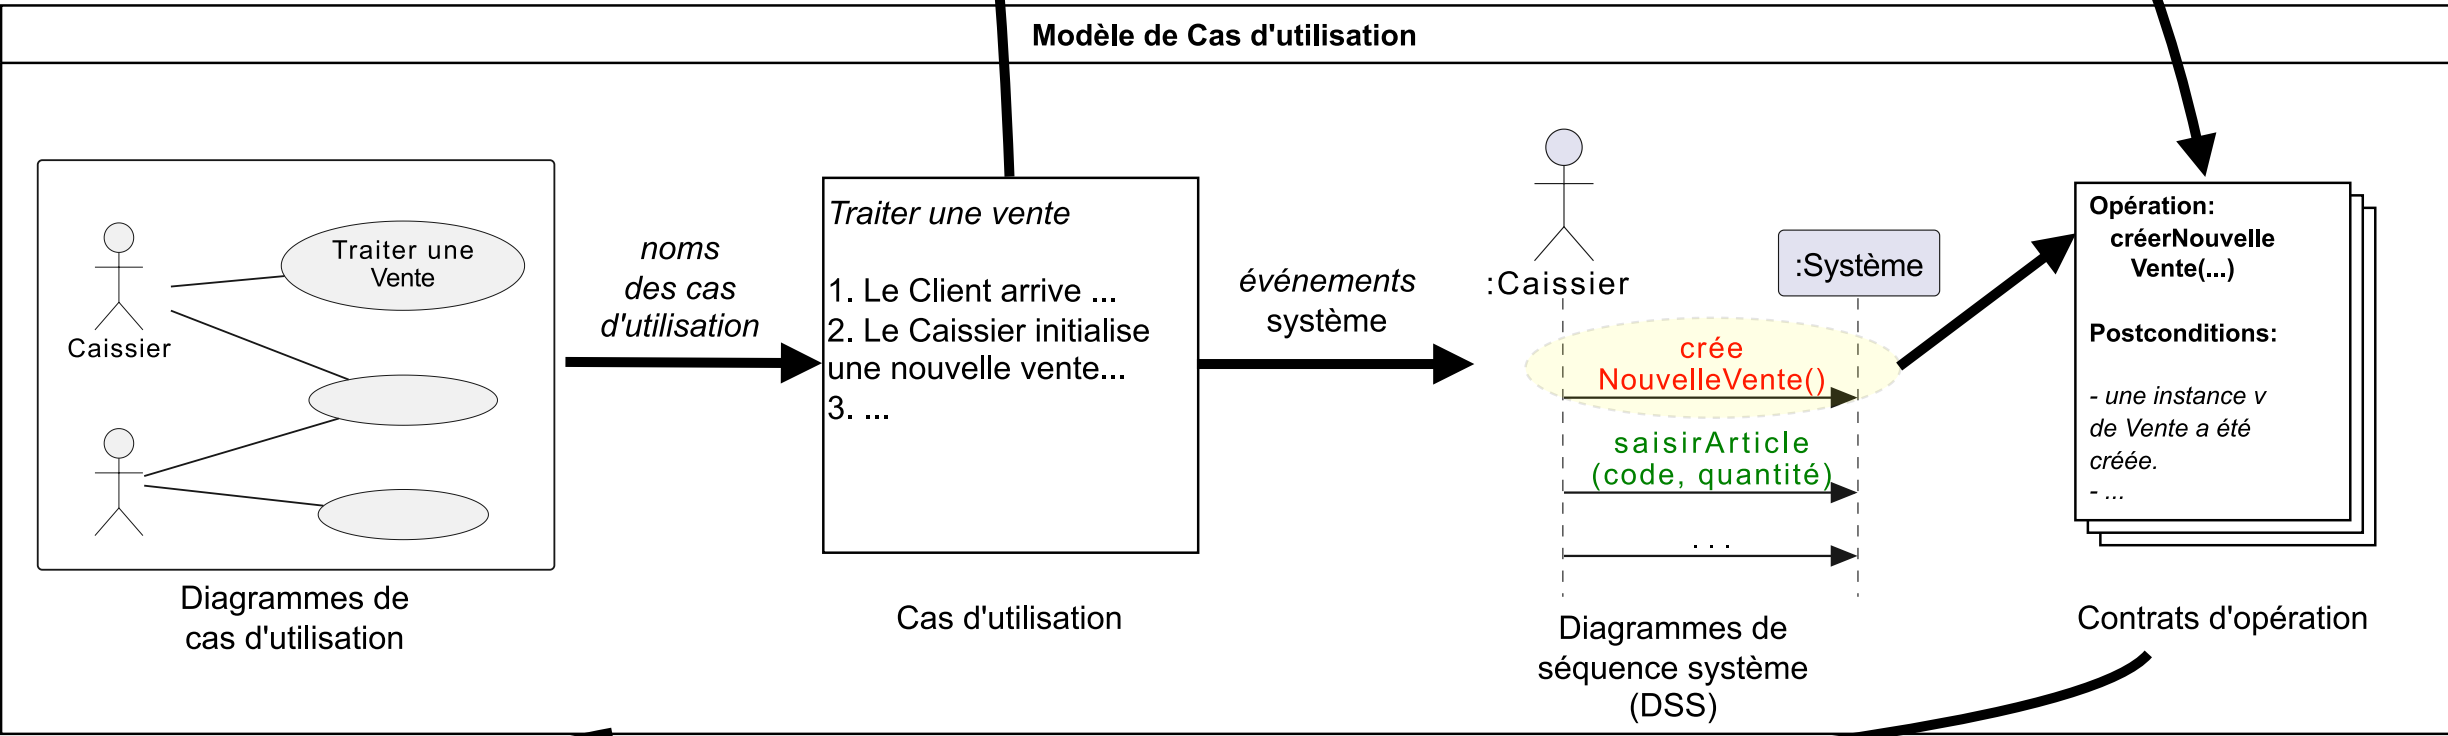 Modèle de Cas d'utilisation
Traiter une
Vente
Caissier
Diagrammes de
cas d'utilisation
noms
des cas
d'utilisation
Traiter une vente
1. Le Client arrive ...
2. Le Caissier initialise
une nouvelle vente...
3. ...
Cas d'utilisation
événements
système
:Caissier
:Système
crée
NouvelleVente()
saisirArticle
(code, quantité)
. . .
Diagrammes de
séquence système
(DSS)
Opération:
créerNouvelle
Vente(...)
Postconditions:
- une instance v
de Vente a été
créée.
- ...
Contrats d'opération